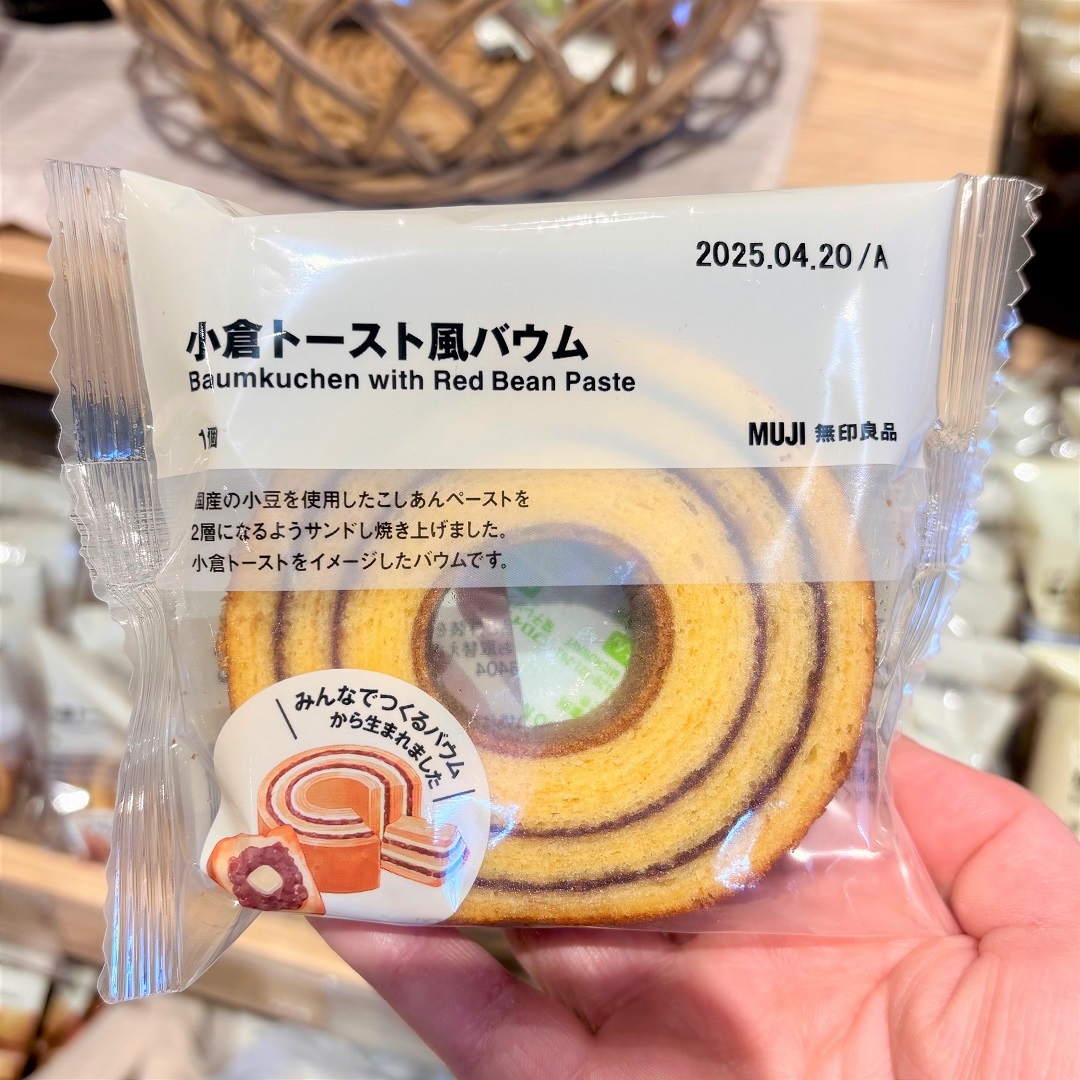 2025.04.20/A
小倉トースト風バウム
Baumkuchen with Red Bean Paste
1個
MUJI 無印良品
国産の小豆を使用したこしあんペーストを
2層になるようサンドし焼き上げました。
小倉トーストをイメージしたバウムです。
みんなでつくるバウム
から生まれました